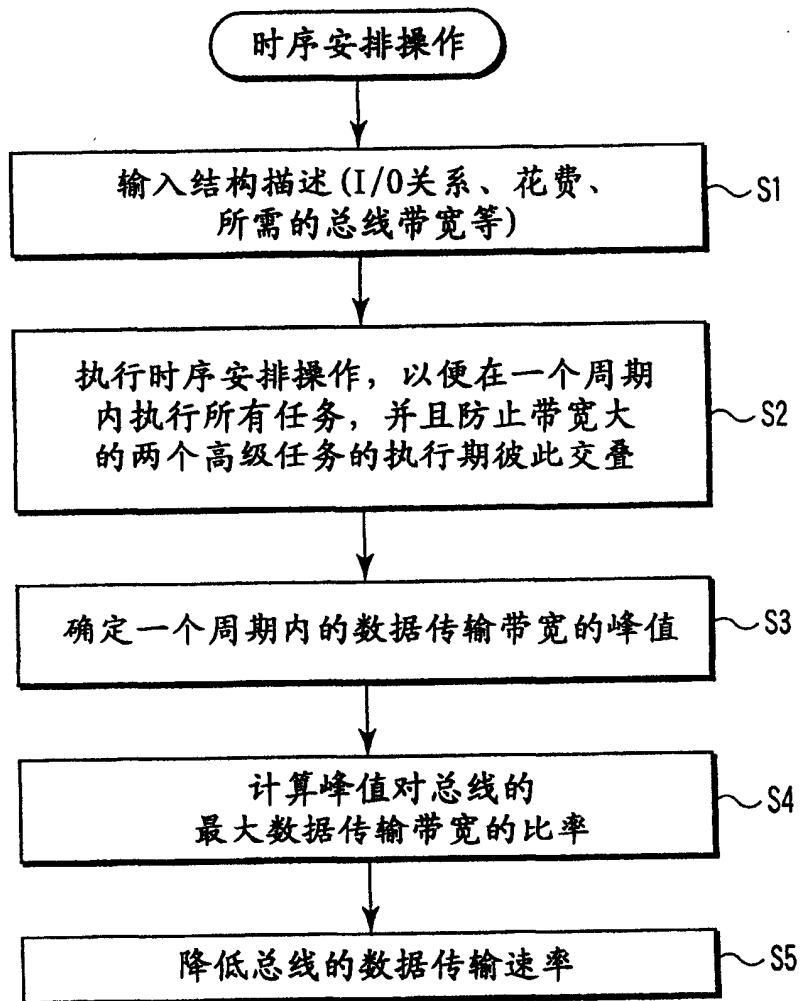 时序安排操作
输入结构描述(I/O关系、花费、
所需的总线带宽等)
S1
执行时序安排操作，以便在一个周期
内执行所有任务，并且防止带宽大
的两个高级任务的执行期彼此交叠
S2
确定一个周期内的数据传输带宽的峰值
S3
计算峰值对总线的
最大数据传输带宽的比率
S4
降低总线的数据传输速率
S5